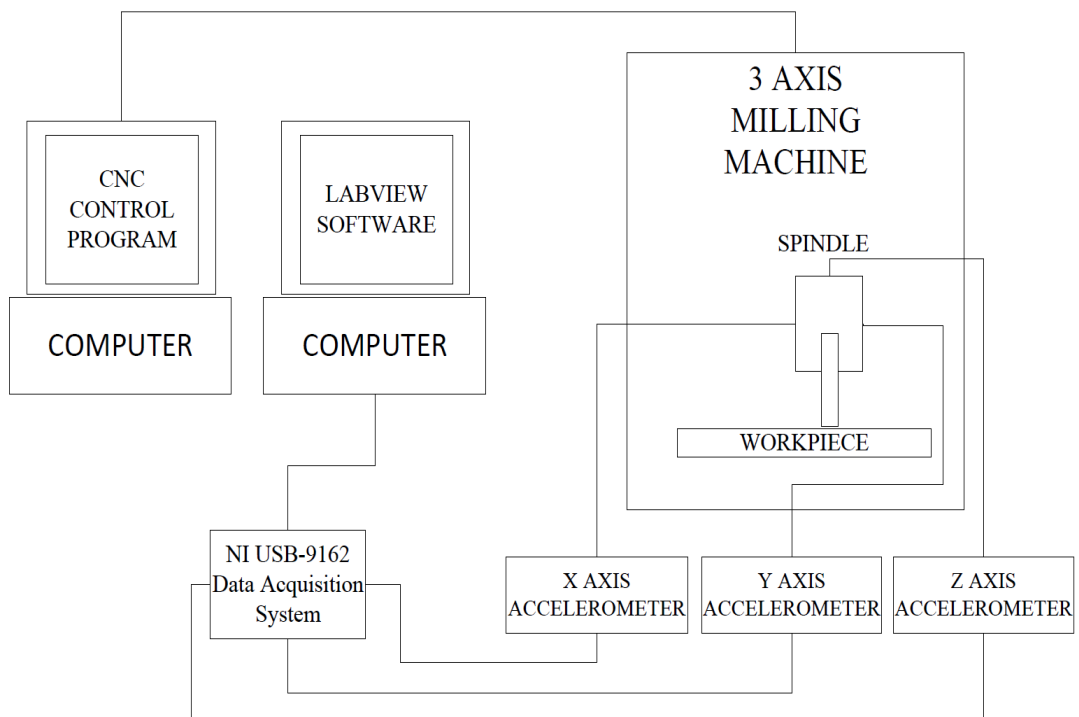 3 AXIS
MILLING
MACHINE
CNC
CONTROL
PROGRAM
LABVIEW
SOFTWARE
SPINDLE
COMPUTER
COMPUTER
WORKPIECE
NI USB-9162
Data Acquisition
System
X AXIS
ACCELEROMETER
Y AXIS
ACCELEROMETER
Z AXIS
ACCELEROMETER